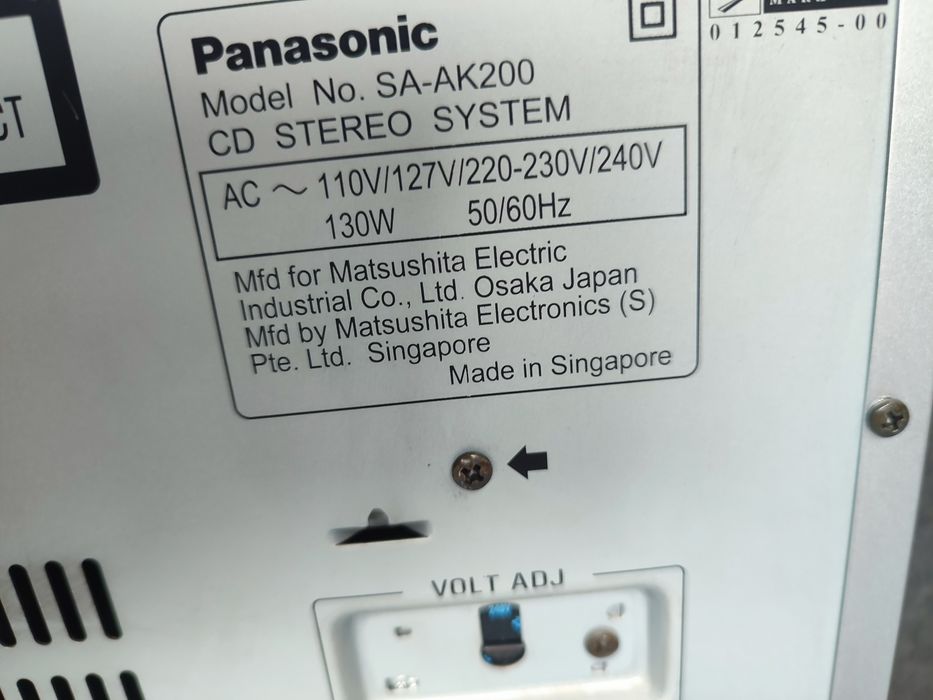 Panasonic
Model No. SA-AK200
CD STEREO SYSTEM
AC ~ 110V/127V/220-230V/240V
130W 50/60Hz
Mfd for Matsushita Electric
Industrial Co., Ltd. Osaka Japan
Mfd by Matsushita Electronics (S)
Pte. Ltd. Singapore
Made in Singapore
012545-00
CT
VOLT ADJ